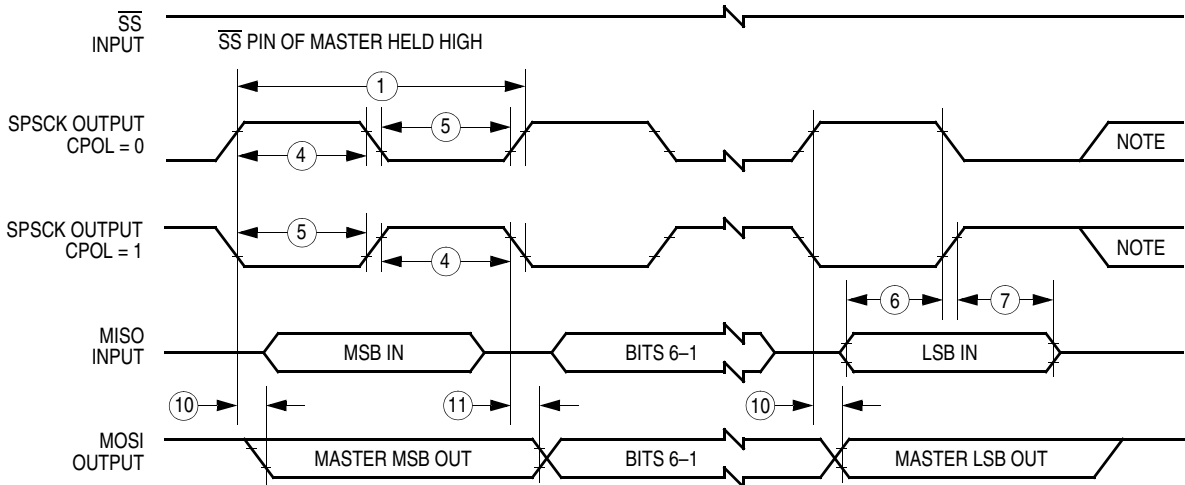 SS
INPUT
SS PIN OF MASTER HELD HIGH
1
SPSCK OUTPUT
CPOL = 0
5
4
NOTE
SPSCK OUTPUT
CPOL = 1
5
4
NOTE
6
7
MISO
INPUT
MSB IN
BITS 6–1
LSB IN
10
11
10
MOSI
OUTPUT
MASTER MSB OUT
BITS 6–1
MASTER LSB OUT